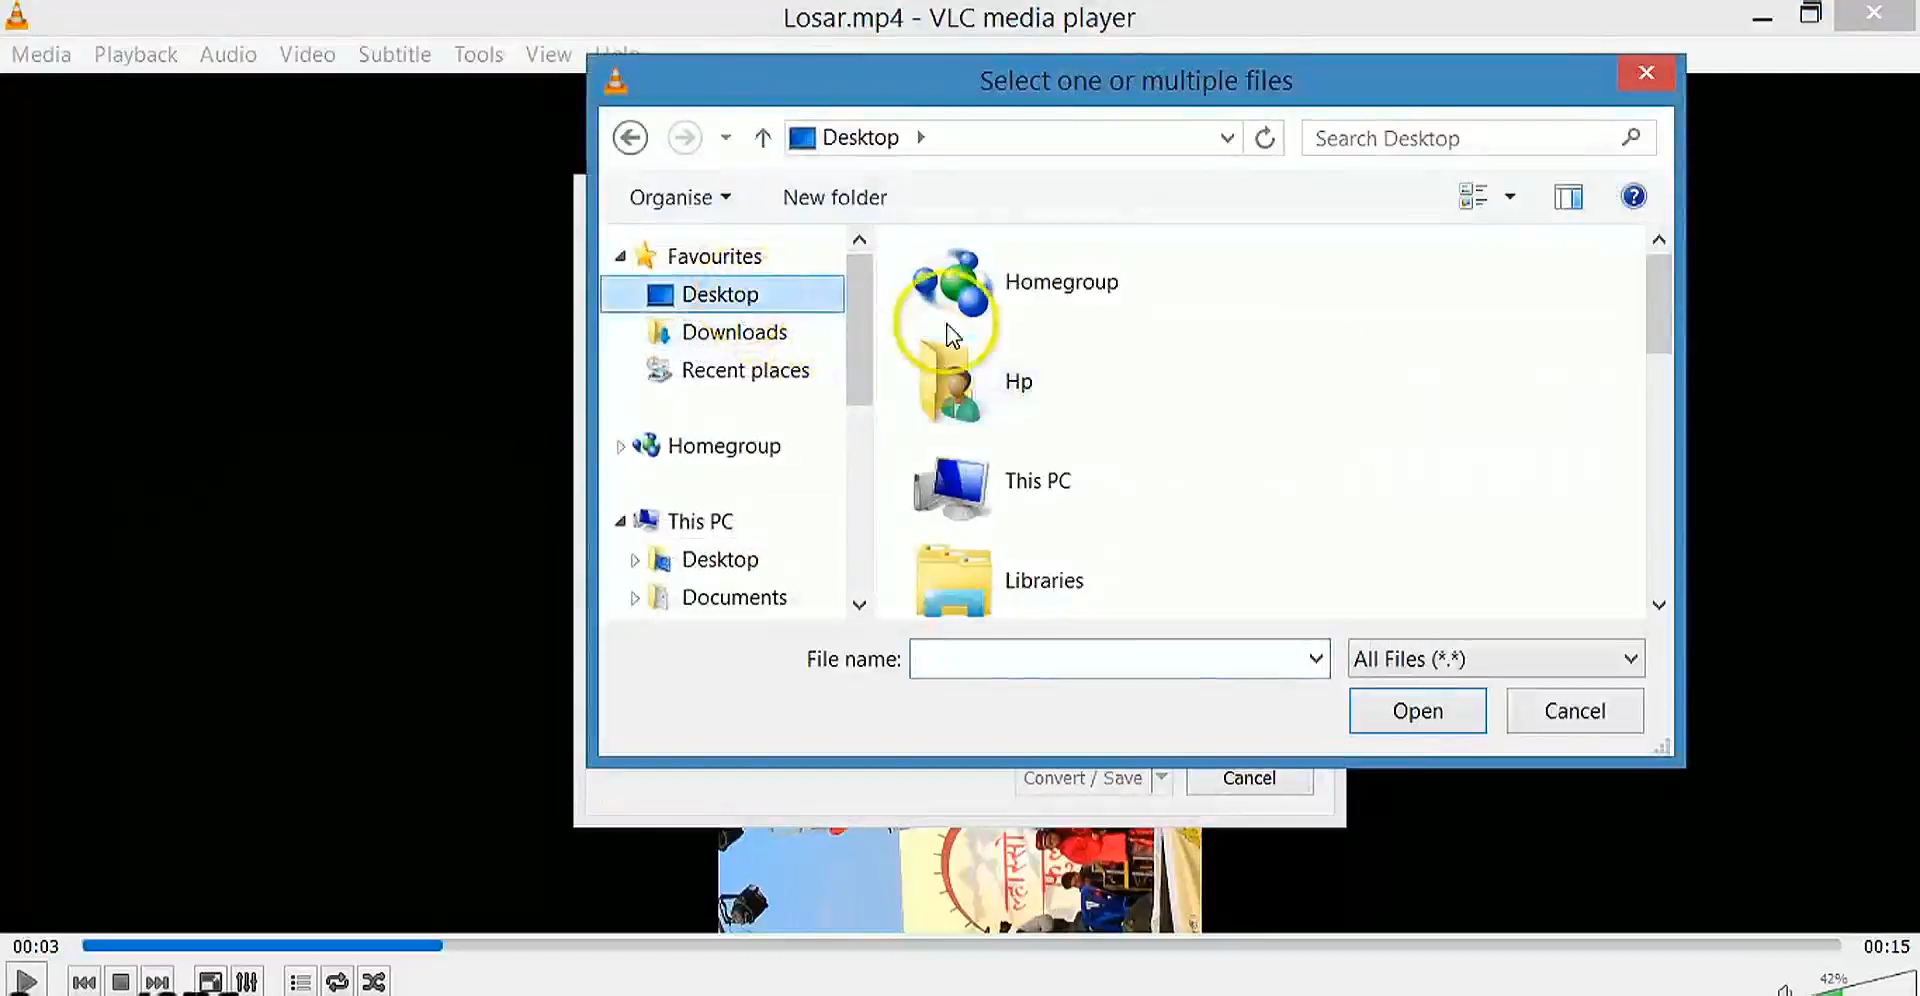 Losar.mp4 - VLC media player
Media Playback Audio Video Subtitle Tools View Help
Select one or multiple files
Desktop
Search Desktop
Organise New folder
Favourites
Desktop
Downloads
Recent places
Homegroup
This PC
Desktop
Documents
Homegroup
Hp
This PC
Libraries
File name:
All Files (*.*)
Open Cancel
Convert / Save Cancel
00:03 00:15
42%